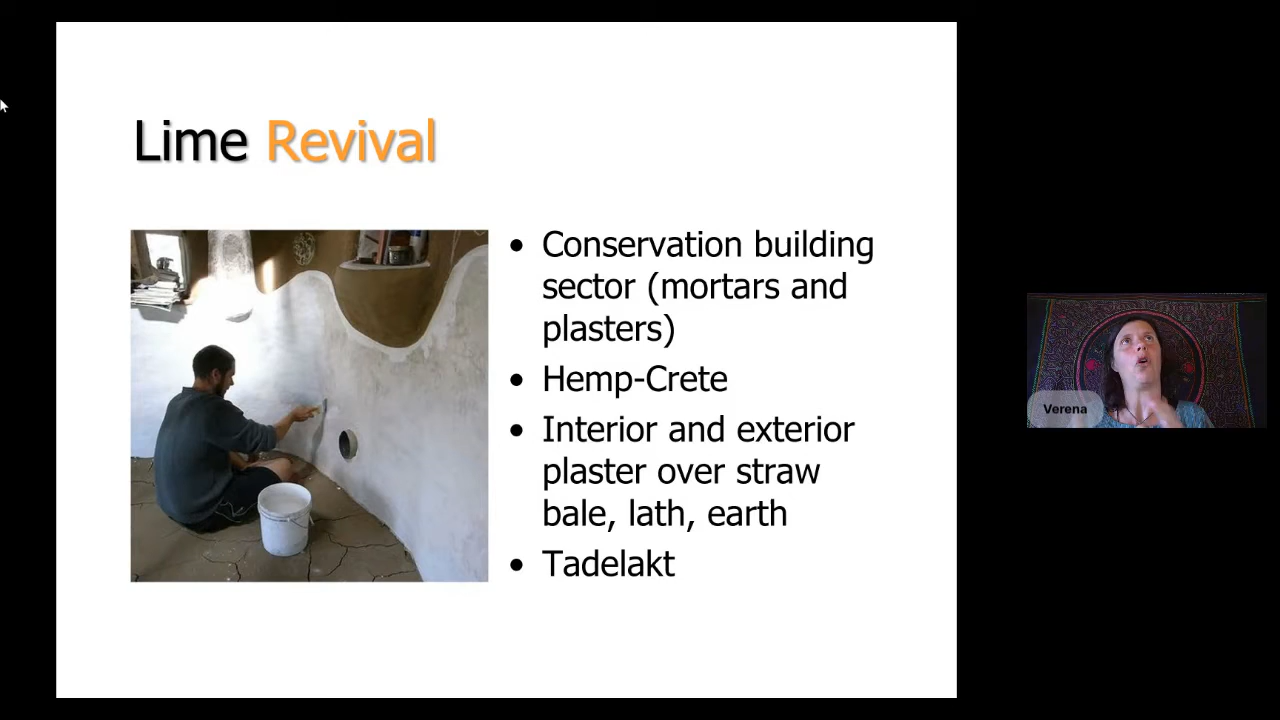 Lime Revival
• Conservation building
sector (mortars and
plasters)
• Hemp-Crete
• Interior and exterior
plaster over straw
bale, lath, earth
• Tadelakt
Verena